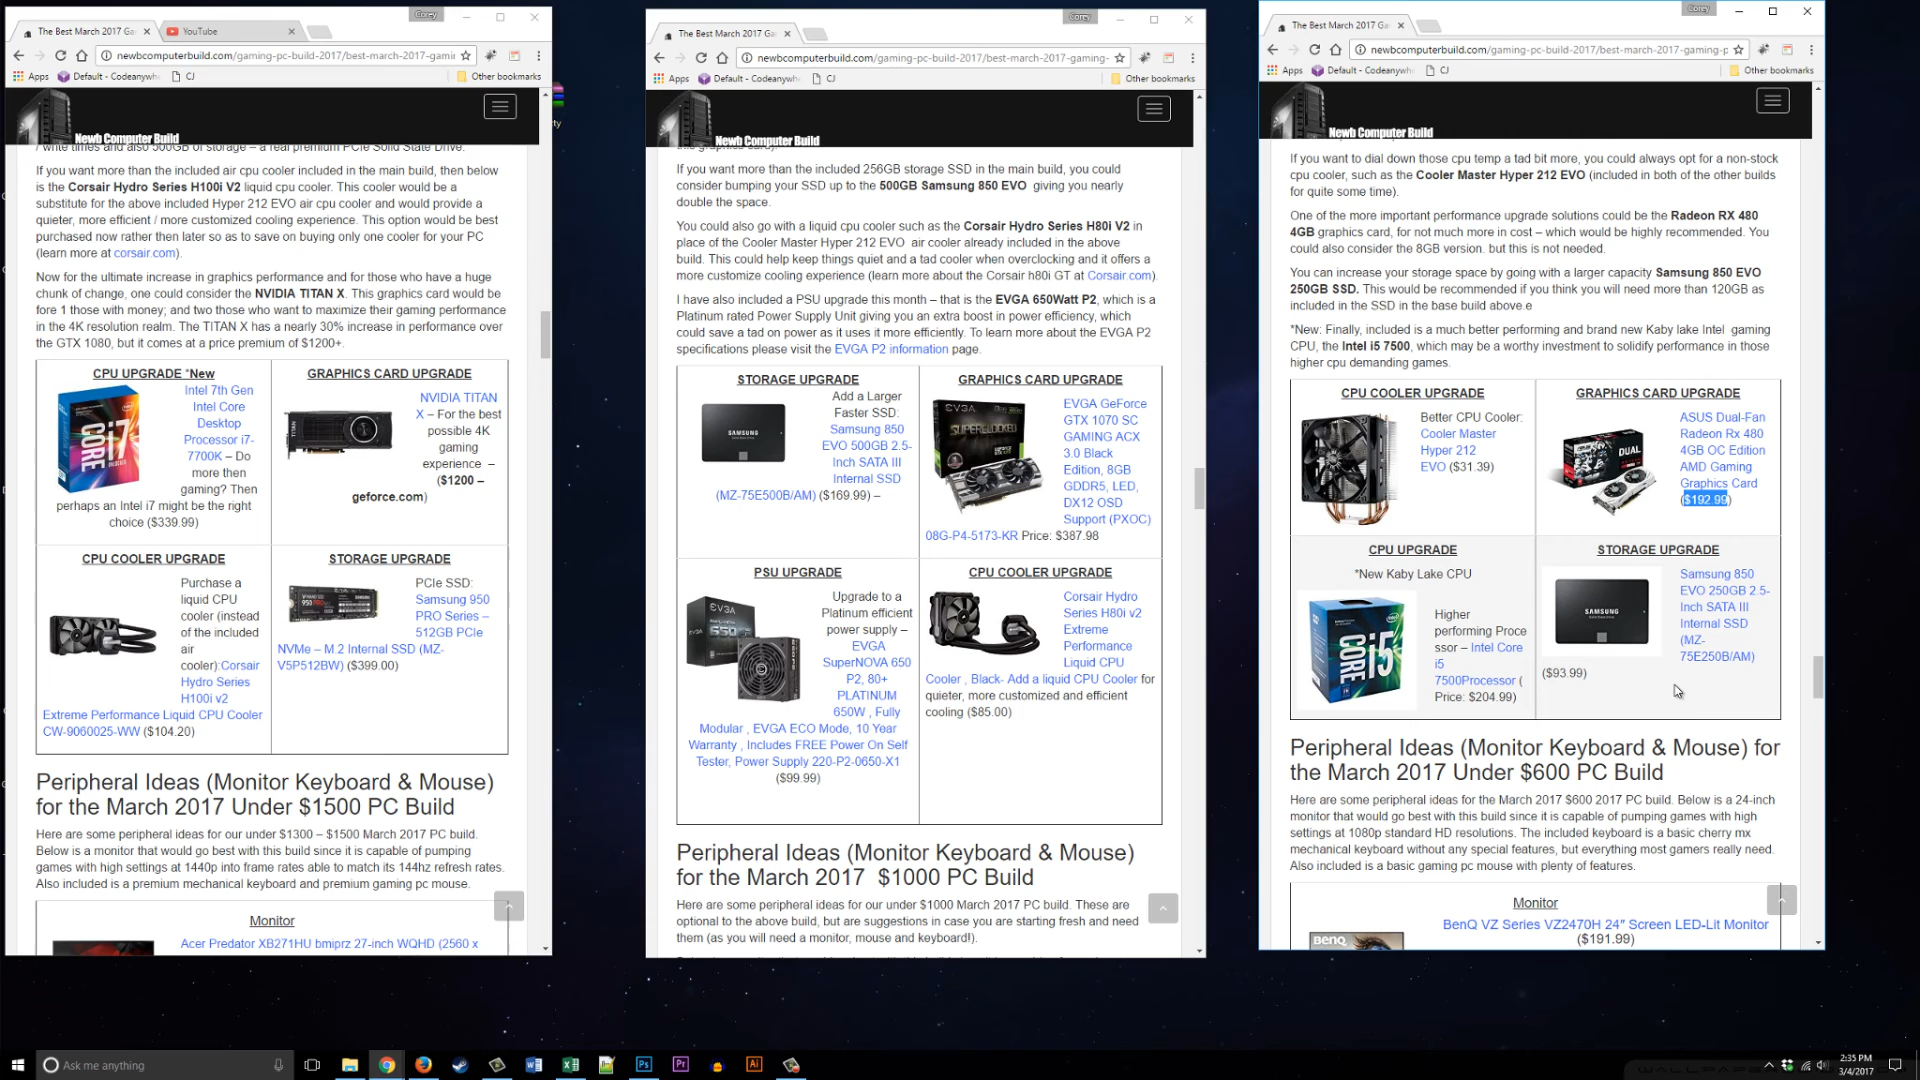 Corey
The Best March 2017 Ga
YouTube
newbcomputerbuild.com/gaming-pc-build-2017/best-march-2017-gami
Apps
Default - Codeanywh
CJ
Other bookmarks
Newb Computer Build
/ write times and also 500GB of storage – a real premium PCIe Solid State Drive.
If you want more than the included air cpu cooler included in the main build, then below
is the Corsair Hydro Series H100i V2 liquid cpu cooler. This cooler would be a
substitute for the above included Hyper 212 EVO air cpu cooler and would provide a
quieter, more efficient / more customized cooling experience. This option would be best
purchased now rather then later so as to save on buying only one cooler for your PC
(learn more at corsair.com).
Now for the ultimate increase in graphics performance and for those who have a huge
chunk of change, one could consider the NVIDIA TITAN X. This graphics card would be
fore 1 those with money; and two those who want to maximize their gaming performance
in the 4K resolution realm. The TITAN X has a nearly 30% increase in performance over
the GTX 1080, but it comes at a price premium of $1200+.
CPU UPGRADE *New
Intel 7th Gen
Intel Core
Desktop
Processor i7-
7700K – Do
more then
gaming? Then
perhaps an Intel i7 might be the right
choice ($339.99)
CORE i7
GRAPHICS CARD UPGRADE
NVIDIA TITAN
X – For the best
possible 4K
gaming
experience –
($1200 –
geforce.com)
TITAN
CPU COOLER UPGRADE
Purchase a
liquid CPU
cooler (instead
of the included
air
cooler):Corsair
Hydro Series
H100i v2
Extreme Performance Liquid CPU Cooler
CW-9060025-WW ($104.20)
STORAGE UPGRADE
PCIe SSD:
Samsung 950
PRO Series –
512GB PCIe
NVMe – M.2 Internal SSD (MZ-
V5P512BW) ($399.00)
Peripheral Ideas (Monitor Keyboard & Mouse)
for the March 2017 Under $1500 PC Build
Here are some peripheral ideas for our under $1300 – $1500 March 2017 PC build.
Below is a monitor that would go best with this build since it is capable of pumping
games with high settings at 1440p into frame rates able to match its 144hz refresh rates.
Also included is a premium mechanical keyboard and premium gaming pc mouse.
Monitor
Acer Predator XB271HU bmiprz 27-inch WQHD (2560 x
ty
Corey
The Best March 2017 Ga
newbcomputerbuild.com/gaming-pc-build-2017/best-march-2017-gaming-
Apps
Default - Codeanywh
CJ
Other bookmarks
Newb Computer Build
If you want more than the included 256GB storage SSD in the main build, you could
consider bumping your SSD up to the 500GB Samsung 850 EVO giving you nearly
double the space.
You could also go with a liquid cpu cooler such as the Corsair Hydro Series H80i V2 in
place of the Cooler Master Hyper 212 EVO air cooler already included in the above
build. This could help keep things quiet and a tad cooler when overclocking and it offers
a more customize cooling experience (learn more about the Corsair h80i GT at Corsair.com).
I have also included a PSU upgrade this month – that is the EVGA 650Watt P2, which is a
Platinum rated Power Supply Unit giving you an extra boost in power efficiency, which
could save a tad on power as it uses it more efficiently. To learn more about the EVGA P2
specifications please visit the EVGA P2 information page.
STORAGE UPGRADE
Add a Larger
Faster SSD:
Samsung 850
EVO 500GB 2.5-
Inch SATA III
Internal SSD
(MZ-75E500B/AM) ($169.99) –
SAMSUNG
GRAPHICS CARD UPGRADE
EVGA GeForce
GTX 1070 SC
GAMING ACX
3.0 Black
Edition, 8GB
GDDR5, LED,
DX12 OSD
Support (PXOC)
08G-P4-5173-KR Price: $387.98
EVGA
SUPERCLOCKED
PSU UPGRADE
Upgrade to a
Platinum efficient
power supply –
EVGA
SuperNOVA 650
P2, 80+
PLATINUM
650W , Fully
Modular , EVGA ECO Mode, 10 Year
Warranty , Includes FREE Power On Self
Tester, Power Supply 220-P2-0650-X1
($99.99)
EVGA
650
CPU COOLER UPGRADE
Corsair Hydro
Series H80i v2
Extreme
Performance
Liquid CPU
Cooler , Black- Add a liquid CPU Cooler for
quieter, more customized and efficient
cooling ($85.00)
Peripheral Ideas (Monitor Keyboard & Mouse)
for the March 2017 $1000 PC Build
Here are some peripheral ideas for our under $1000 March 2017 PC build. These are
optional to the above build, but are suggestions in case you are starting fresh and need
them (as you will need a monitor, mouse and keyboard!).
Corey
The Best March 2017 Ga
newbcomputerbuild.com/gaming-pc-build-2017/best-march-2017-gaming-p
Apps
Default - Codeanywh
CJ
Other bookmarks
Newb Computer Build
If you want to dial down those cpu temp a tad bit more, you could always opt for a non-stock
cpu cooler, such as the Cooler Master Hyper 212 EVO (included in both of the other builds
for quite some time).
One of the more important performance upgrade solutions could be the Radeon RX 480
4GB graphics card, for not much more in cost – which would be highly recommended. You
could also consider the 8GB version. but this is not needed.
You can increase your storage space by going with a larger capacity Samsung 850 EVO
250GB SSD. This would be recommended if you think you will need more than 120GB as
included in the SSD in the base build above.e
*New: Finally, included is a much better performing and brand new Kaby lake Intel gaming
CPU, the Intel i5 7500, which may be a worthy investment to solidify performance in those
higher cpu demanding games.
CPU COOLER UPGRADE
Better CPU Cooler:
Cooler Master
Hyper 212
EVO ($31.39)
GRAPHICS CARD UPGRADE
ASUS Dual-Fan
Radeon Rx 480
4GB OC Edition
AMD Gaming
Graphics Card
($192.99)
DUAL
CPU UPGRADE
*New Kaby Lake CPU
Higher
performing Proce
ssor – Intel Core
i5
7500Processor (
Price: $204.99)
CORE i5
STORAGE UPGRADE
Samsung 850
EVO 250GB 2.5-
Inch SATA III
Internal SSD
(MZ-
75E250B/AM)
($93.99)
SAMSUNG
Peripheral Ideas (Monitor Keyboard & Mouse) for
the March 2017 Under $600 PC Build
Here are some peripheral ideas for the March 2017 $600 2017 PC build. Below is a 24-inch
monitor that would go best with this build since it is capable of pumping games with high
settings at 1080p standard HD resolutions. The included keyboard is a basic cherry mx
mechanical keyboard without any special features, but everything most gamers really need.
Also included is a basic gaming pc mouse with plenty of features.
Monitor
BenQ VZ Series VZ2470H 24" Screen LED-Lit Monitor
($191.99)
BenQ
Ask me anything
Ps
Pr
Ai
2:35 PM
3/4/2017